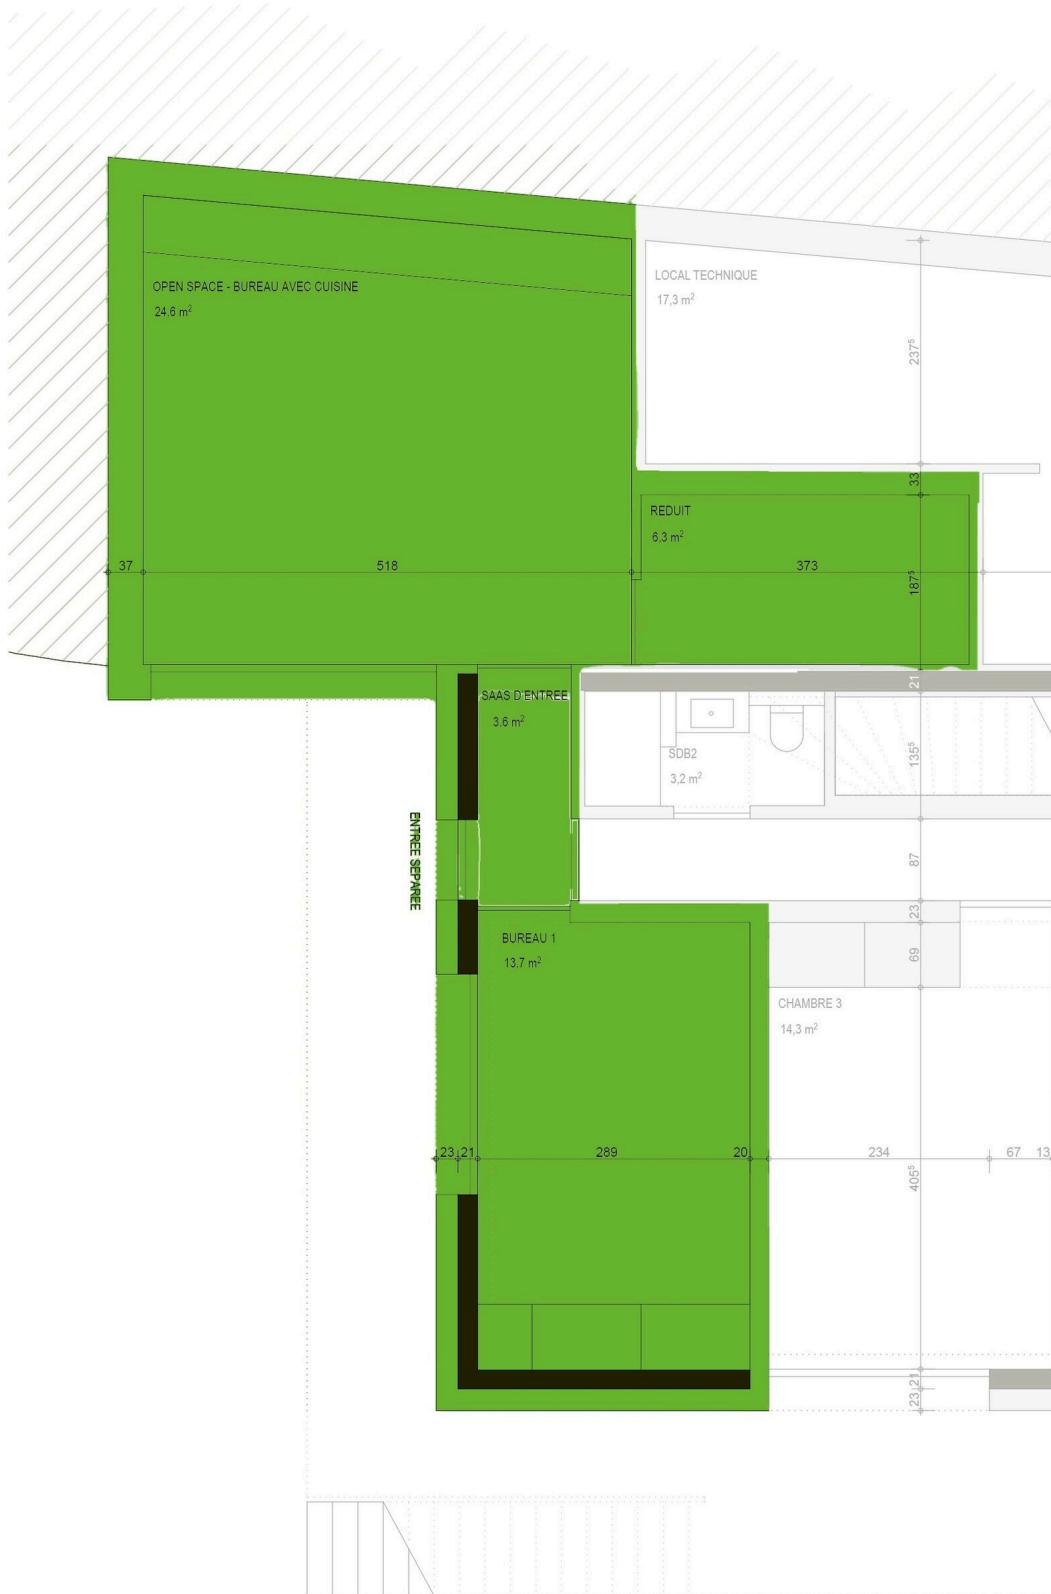 OPEN SPACE - BUREAU AVEC CUISINE
24,6 m²
LOCAL TECHNIQUE
17,3 m²
237⁵
33
REDUIT
6,3 m²
37
518
373
187⁵
21
SAAS D'ENTREE
3,6 m²
SDB2
3,2 m²
135⁵
ENTREE SEPAREE
87
23
BUREAU 1
13,7 m²
69
CHAMBRE 3
14,3 m²
23
21
289
20
234
67
13
405⁵
21
23